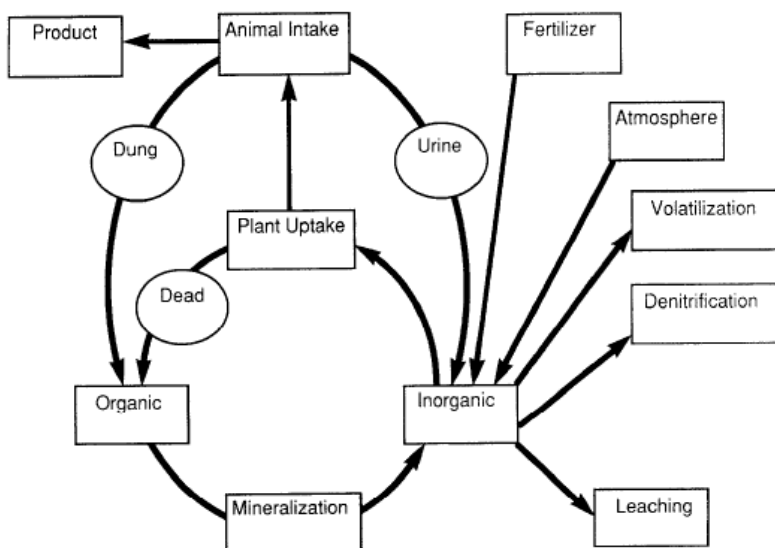 Product
Animal Intake
Fertilizer
Atmosphere
Dung
Urine
Plant Uptake
Volatilization
Dead
Denitrification
Organic
Inorganic
Mineralization
Leaching